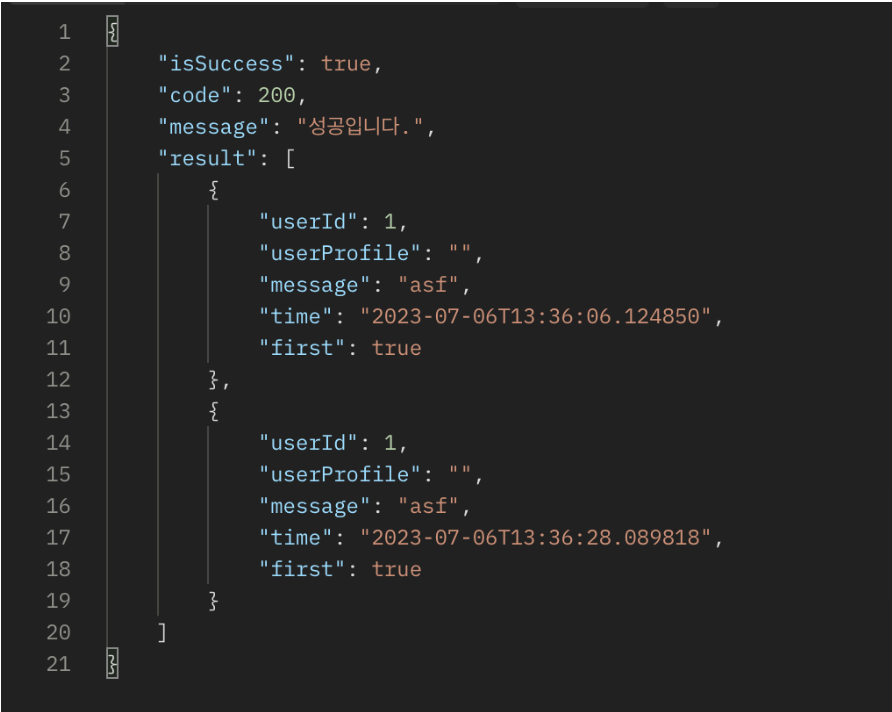 1 {
2     "isSuccess": true,
3     "code": 200,
4     "message": "성공입니다.",
5     "result": [
6         {
7             "userId": 1,
8             "userProfile": "",
9             "message": "asf",
10             "time": "2023-07-06T13:36:06.124850",
11             "first": true
12         },
13         {
14             "userId": 1,
15             "userProfile": "",
16             "message": "asf",
17             "time": "2023-07-06T13:36:28.089818",
18             "first": true
19         }
20     ]
21 }